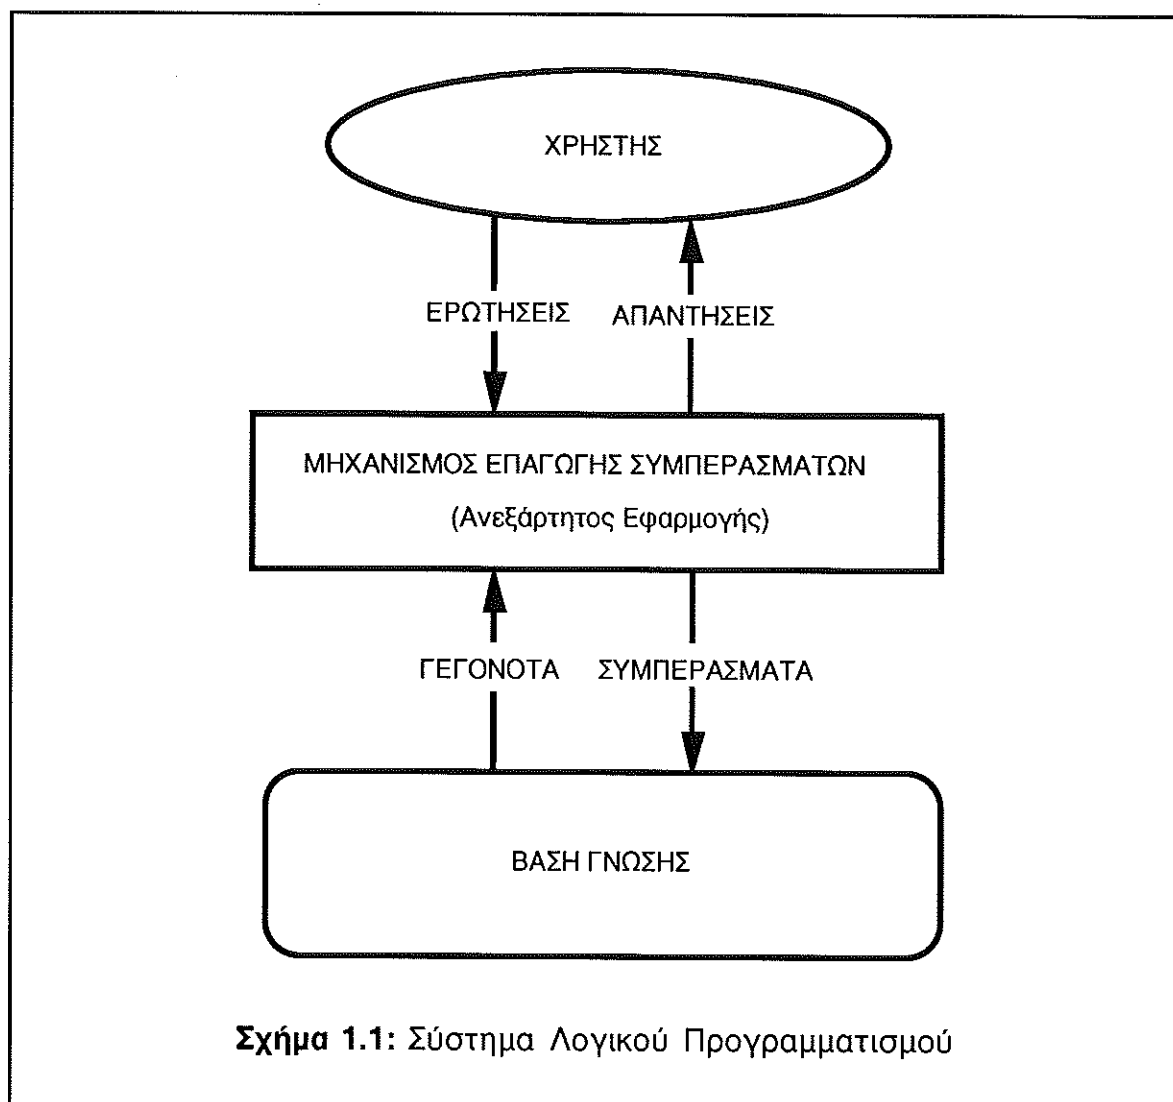 ΧΡΗΣΤΗΣ
ΕΡΩΤΗΣΕΙΣ ΑΠΑΝΤΗΣΕΙΣ
ΜΗΧΑΝΙΣΜΟΣ ΕΠΑΓΩΓΗΣ ΣΥΜΠΕΡΑΣΜΑΤΩΝ
(Ανεξάρτητος Εφαρμογής)
ΓΕΓΟΝΟΤΑ ΣΥΜΠΕΡΑΣΜΑΤΑ
ΒΑΣΗ ΓΝΩΣΗΣ
Σχήμα 1.1: Σύστημα Λογικού Προγραμματισμού